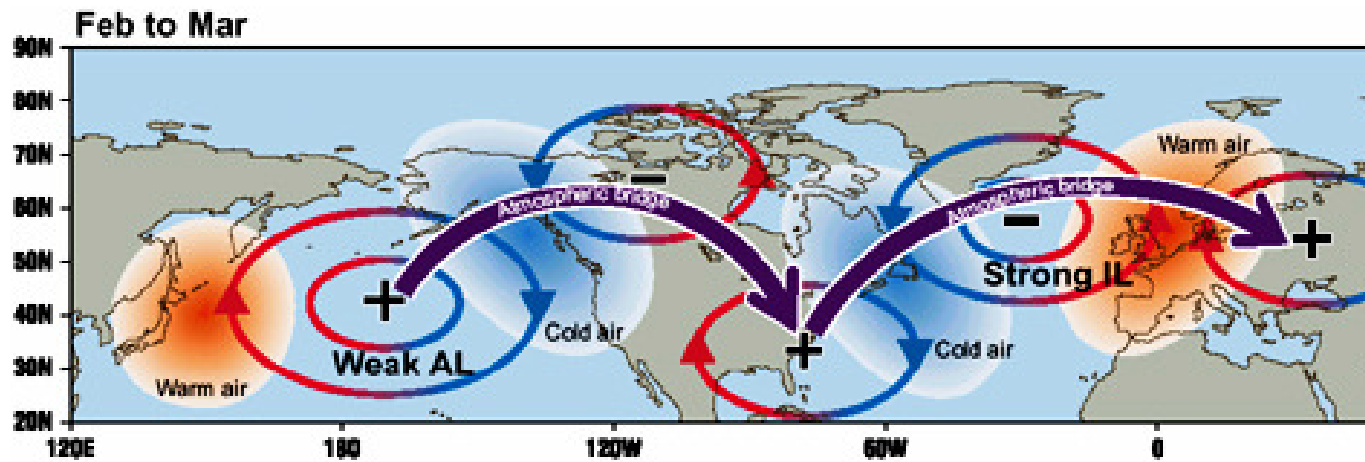 Feb to Mar
90N
80N
70N
60N
50N
40N
30N
20N
120E
180
120W
60W
0
Warm air
Weak AL
+
Atmospheric bridge
−
Cold air
+
Cold air
Atmospheric bridge
−
Strong IL
Warm air
+